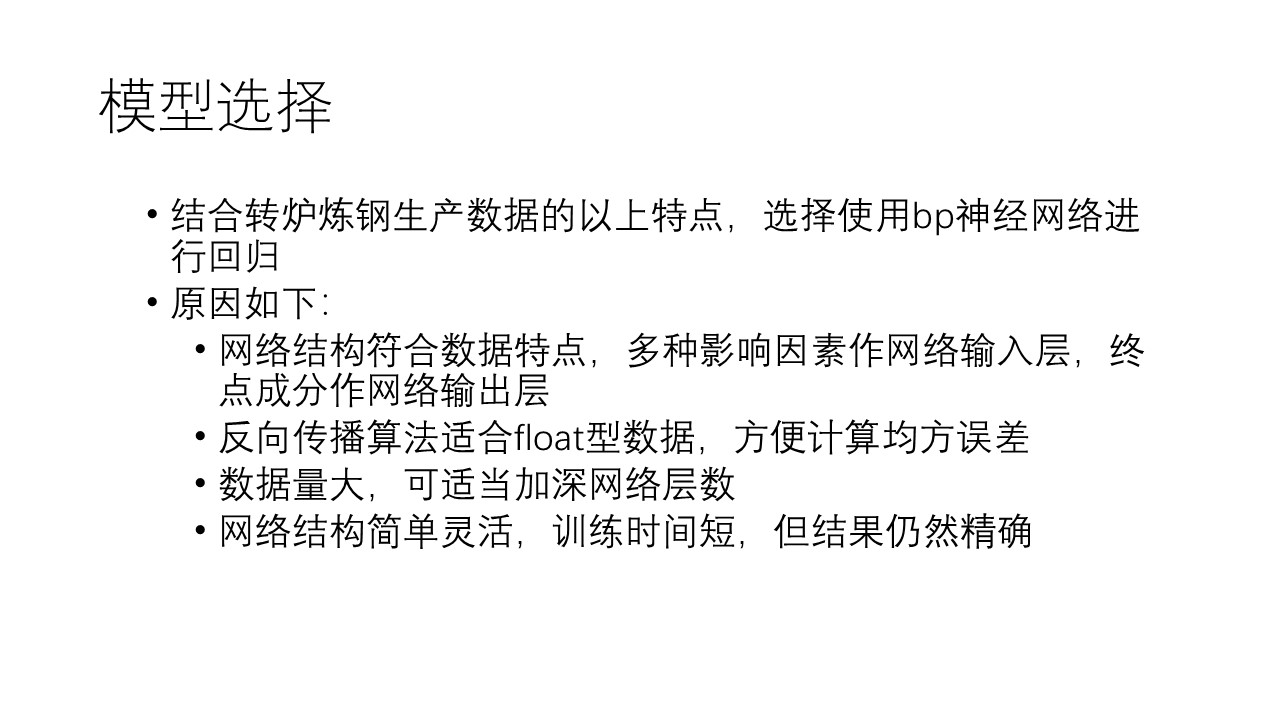 模型选择
• 结合转炉炼钢生产数据的以上特点，选择使用bp神经网络进
行回归
• 原因如下：
• 网络结构符合数据特点，多种影响因素作网络输入层，终
点成分作网络输出层
• 反向传播算法适合float型数据，方便计算均方误差
• 数据量大，可适当加深网络层数
• 网络结构简单灵活，训练时间短，但结果仍然精确